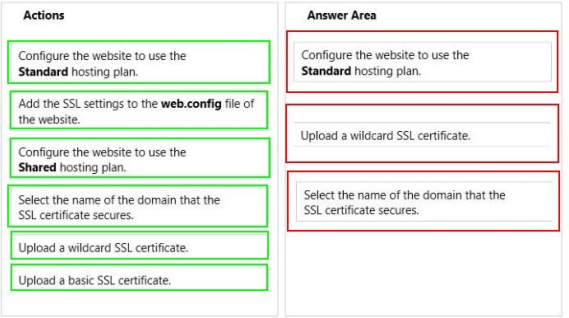 Actions
Configure the website to use the
Standard hosting plan.
Add the SSL settings to the web.config file of
the website.
Configure the website to use the
Shared hosting plan.
Select the name of the domain that the
SSL certificate secures.
Upload a wildcard SSL certificate.
Upload a basic SSL certificate.
Answer Area
Configure the website to use the
Standard hosting plan.
Upload a wildcard SSL certificate.
Select the name of the domain that the
SSL certificate secures.